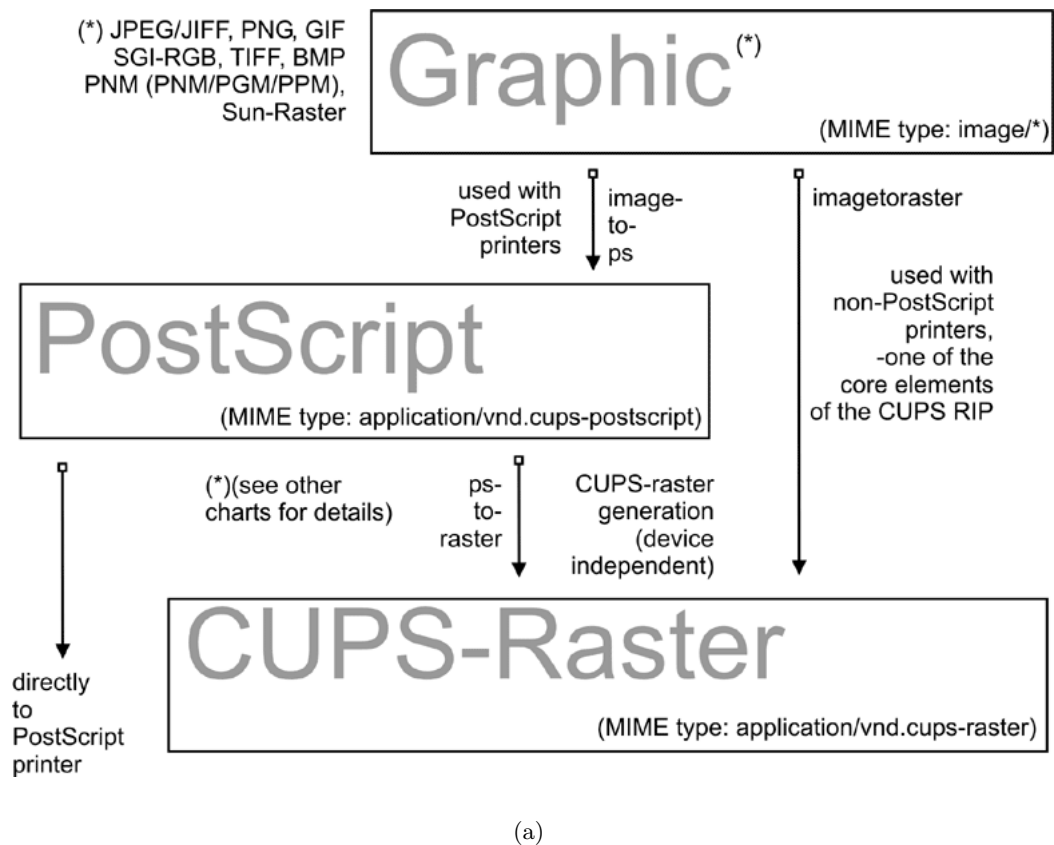 (*) JPEG/JIFF, PNG, GIF
SGI-RGB, TIFF, BMP
PNM (PNM/PGM/PPM),
Sun-Raster
Graphic(*)
(MIME type: image/*)
used with
PostScript
printers
image-
to-
ps
imagetoraster
used with
non-PostScript
printers,
-one of the
core elements
of the CUPS RIP
PostScript
(MIME type: application/vnd.cups-postscript)
(*)(see other
charts for details)
ps-
to-
raster
CUPS-raster
generation
(device
independent)
directly
to
PostScript
printer
CUPS-Raster
(MIME type: application/vnd.cups-raster)
(a)